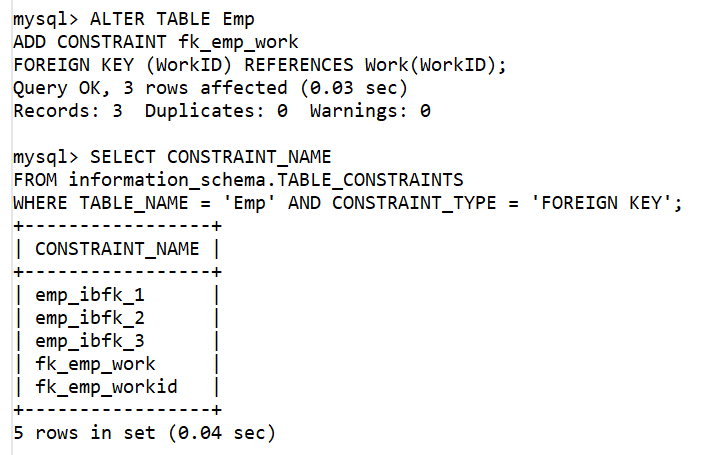 mysql> ALTER TABLE Emp
ADD CONSTRAINT fk_emp_work
FOREIGN KEY (WorkID) REFERENCES Work(WorkID);
Query OK, 3 rows affected (0.03 sec)
Records: 3  Duplicates: 0  Warnings: 0

mysql> SELECT CONSTRAINT_NAME
FROM information_schema.TABLE_CONSTRAINTS
WHERE TABLE_NAME = 'Emp' AND CONSTRAINT_TYPE = 'FOREIGN KEY';
+-----------------+
| CONSTRAINT_NAME |
+-----------------+
| emp_ibfk_1      |
| emp_ibfk_2      |
| emp_ibfk_3      |
| fk_emp_work     |
| fk_emp_workid   |
+-----------------+
5 rows in set (0.04 sec)